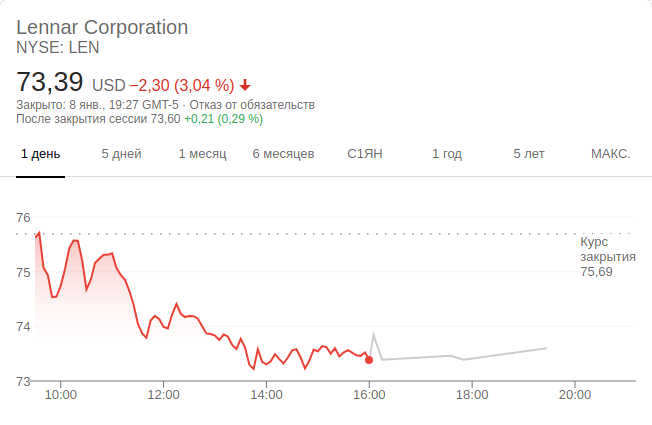 Lennar Corporation
NYSE: LEN
73,39 USD −2,30 (3,04 %)
Закрыто: 8 янв., 19:27 GMT-5 · Отказ от обязательств
После закрытия сессии 73,60 +0,21 (0,29 %)
1 день 5 дней 1 месяц 6 месяцев С1ЯН 1 год 5 лет МАКС.
76
Курс
закрытия
75
75,69
74
73
10:00 12:00 14:00 16:00 18:00 20:00